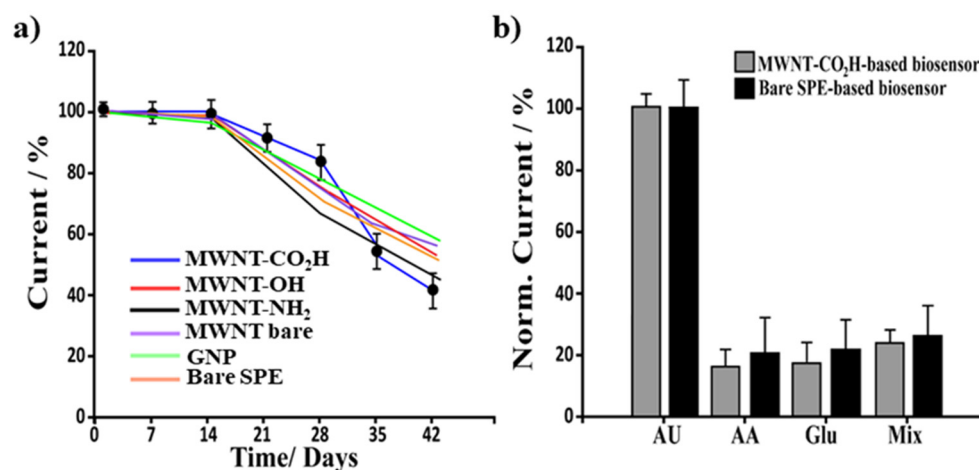 a)
120
100
80
60
40
20
0
Current / %
MWNT-CO₂H
MWNT-OH
MWNT-NH₂
MWNT bare
GNP
Bare SPE
0 7 14 21 28 35 42
Time/ Days
b)
120
100
80
60
40
20
0
Norm. Current / %
MWNT-CO₂H-based biosensor
Bare SPE-based biosensor
AU AA Glu Mix